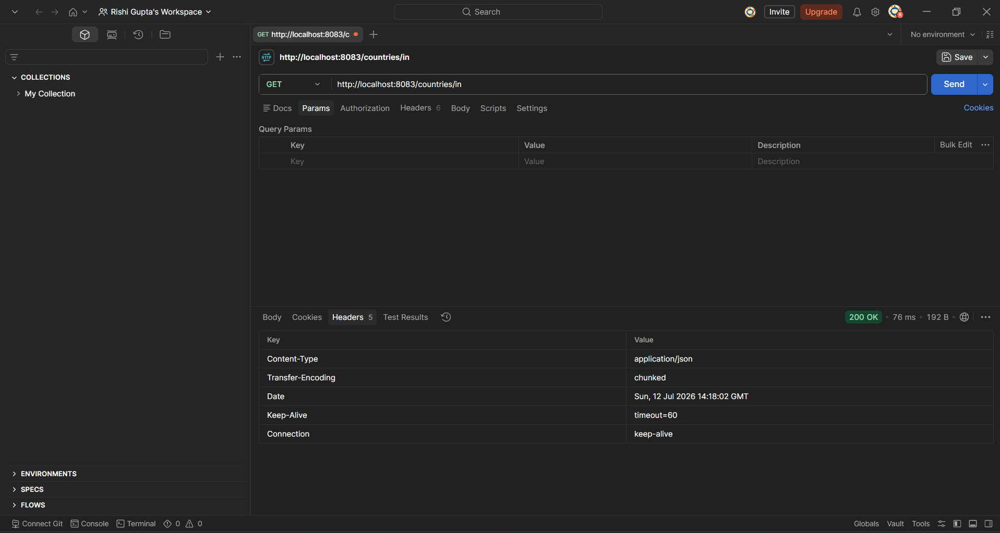 Rishi Gupta's Workspace
Search
Invite
Upgrade
GET http://localhost:8083/c
No environment
HTTP http://localhost:8083/countries/in
Save
COLLECTIONS
My Collection
GET http://localhost:8083/countries/in
Send
Docs Params Authorization Headers 6 Body Scripts Settings
Cookies
Query Params
Key Value Description Bulk Edit
Key Value Description
Body Cookies Headers 5 Test Results
200 OK • 76 ms • 192 B
Key Value
Content-Type application/json
Transfer-Encoding chunked
Date Sun, 12 Jul 2026 14:18:02 GMT
Keep-Alive timeout=60
Connection keep-alive
ENVIRONMENTS
SPECS
FLOWS
Connect Git Console Terminal 0 0
Globals Vault Tools